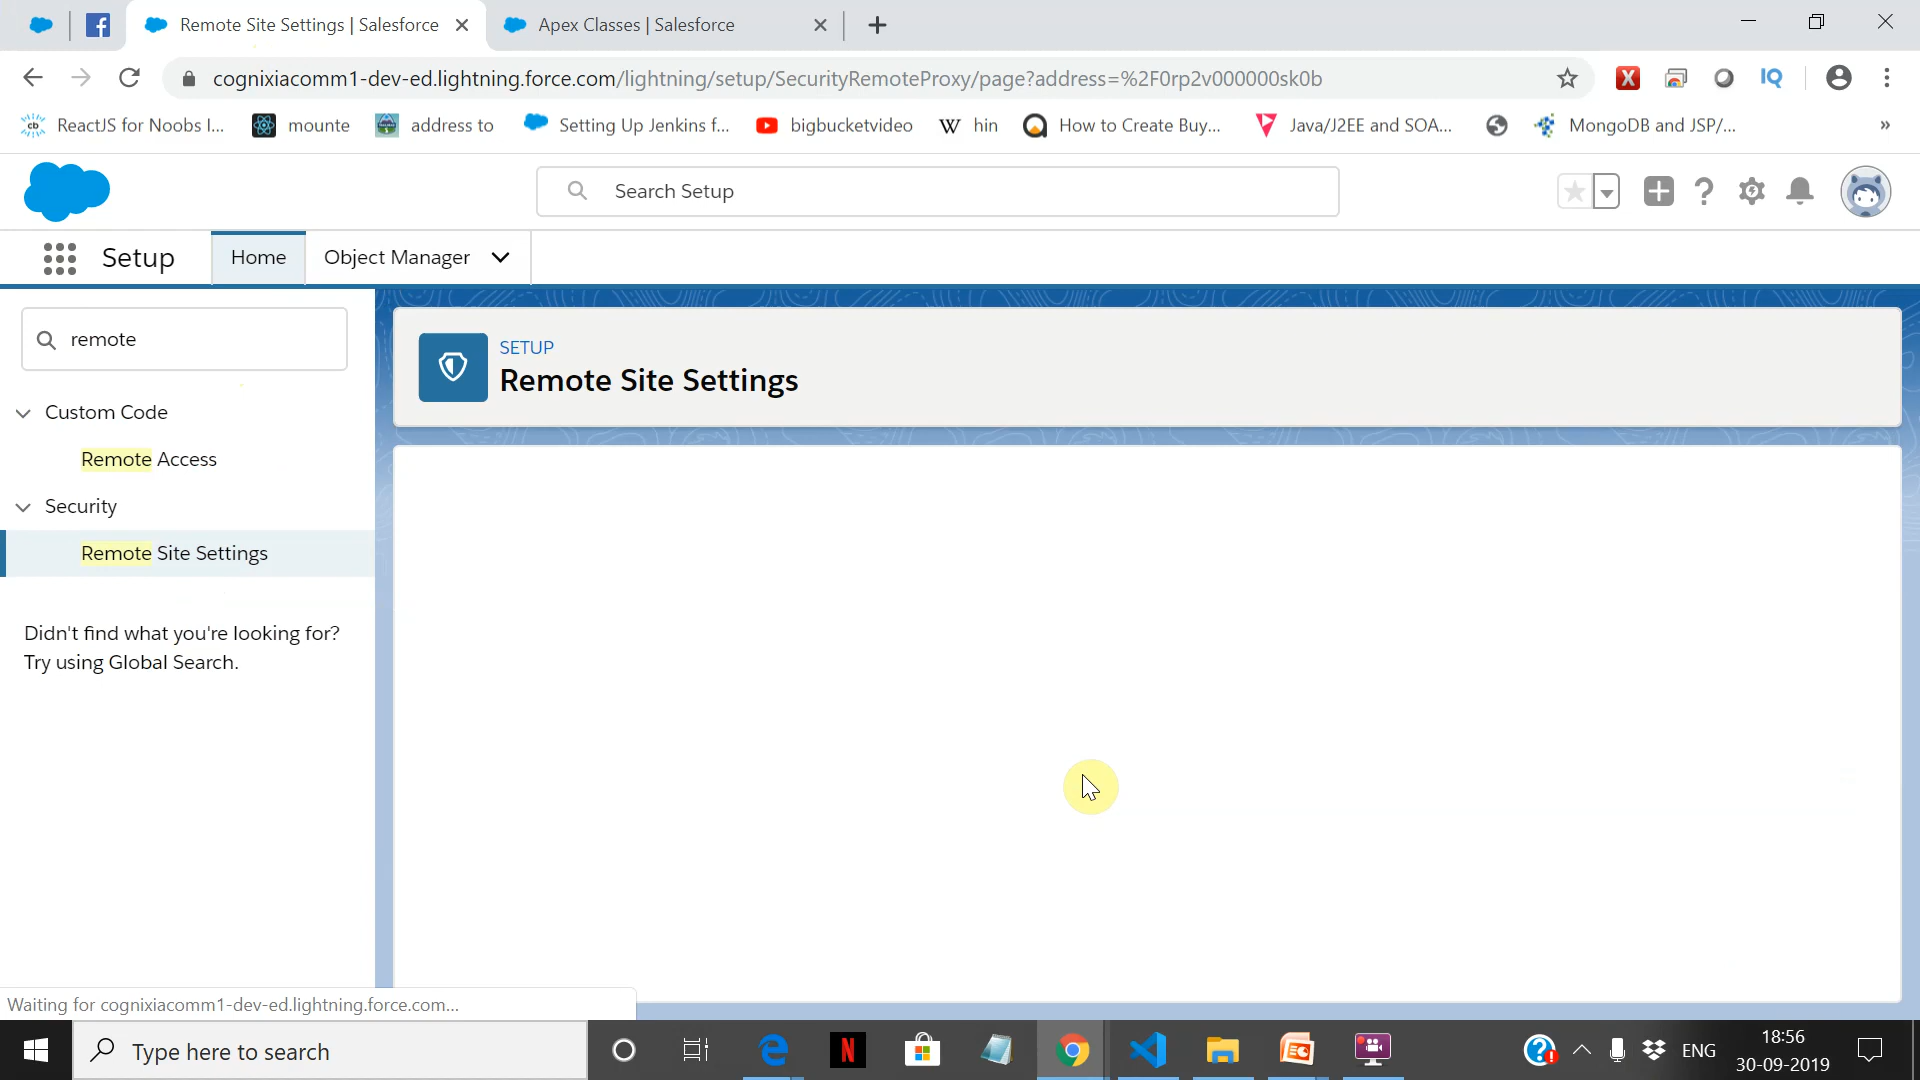 Remote Site Settings | Salesforce
Apex Classes | Salesforce
cognixiacomm1-dev-ed.lightning.force.com/lightning/setup/SecurityRemoteProxy/page?address=%2F0rp2v000000sk0b
X
IQ
cb ReactJS for Noobs I...
mounte
address to
Setting Up Jenkins f...
bigbucketvideo
W hin
How to Create Buy...
Java/J2EE and SOA...
MongoDB and JSP/...
»
Search Setup
Setup
Home
Object Manager
remote
SETUP
Remote Site Settings
Custom Code
Remote Access
Security
Remote Site Settings
Didn't find what you're looking for?
Try using Global Search.
Waiting for cognixiacomm1-dev-ed.lightning.force.com...
Type here to search
N
ENG
18:56
30-09-2019